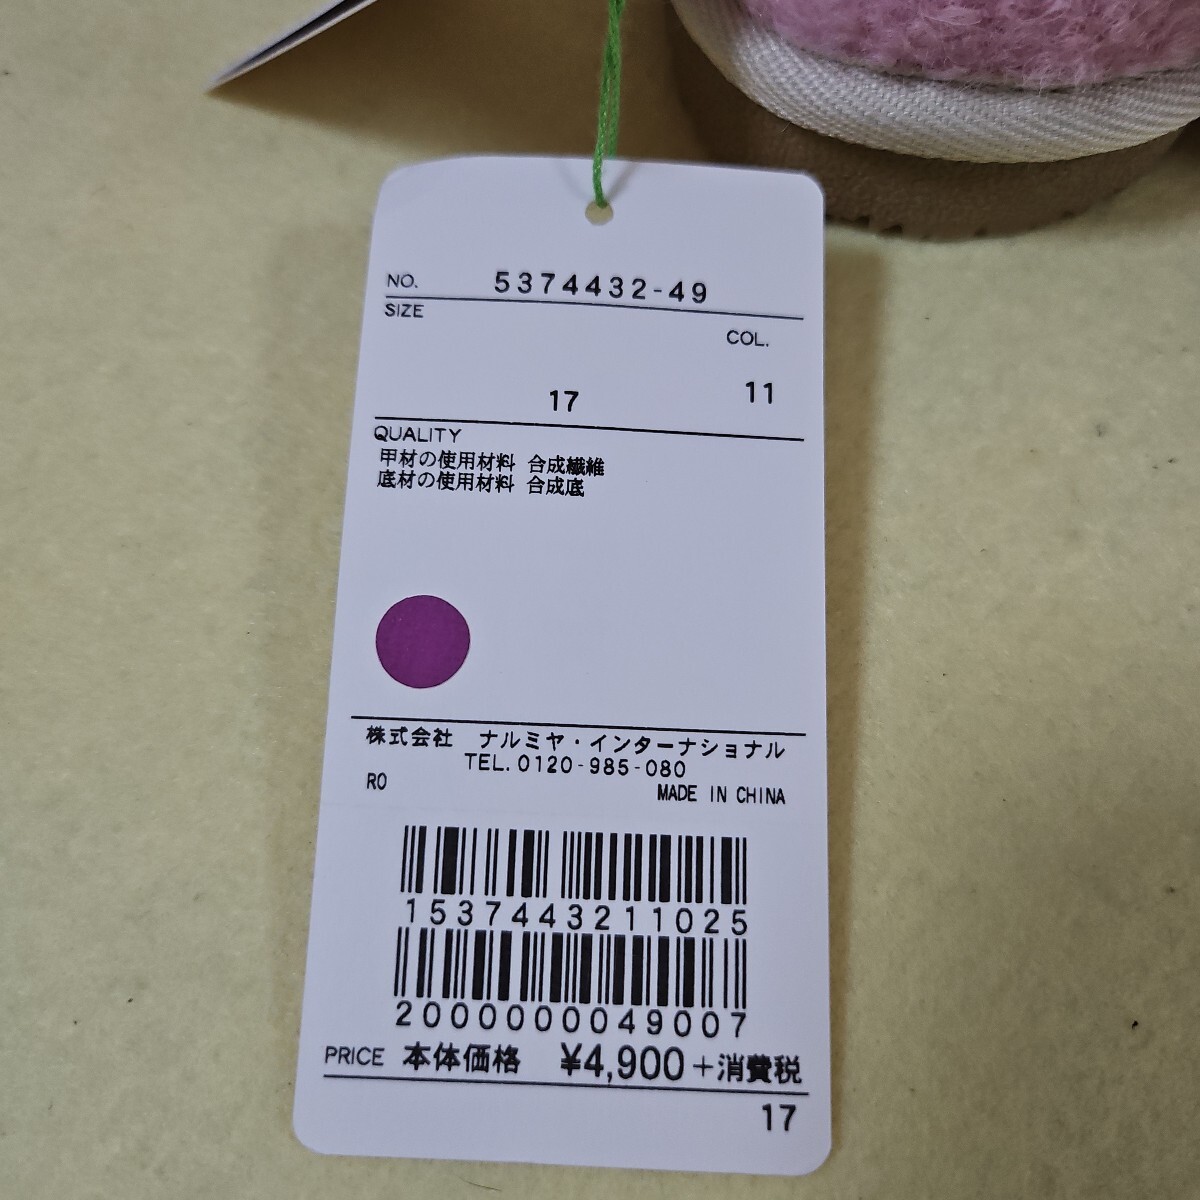 NO. 5374432-49
SIZE
COL.
17 11
QUALITY
甲材の使用材料 合成繊維
底材の使用材料 合成底
株式会社 ナルミヤ・インターナショナル
TEL. 0120-985-080
R0 MADE IN CHINA
1537443211025
2000000049007
PRICE 本体価格 ¥4,900+消費税
17